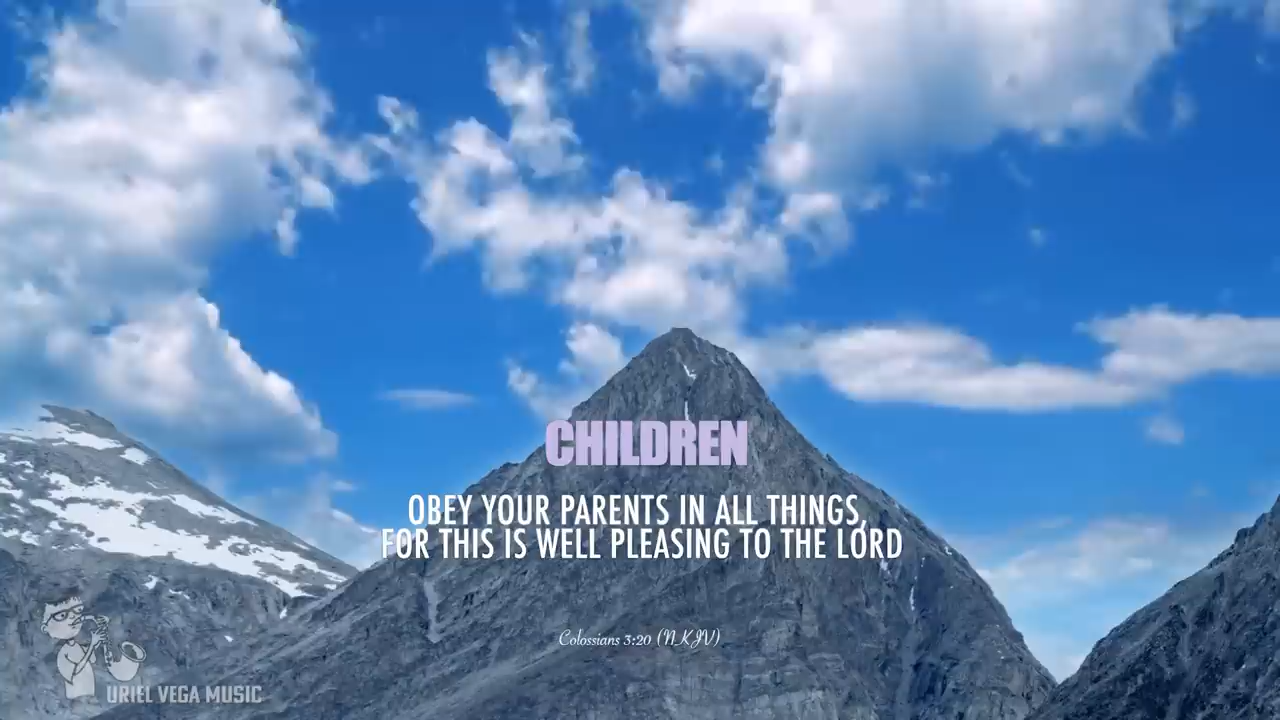 CHILDREN
OBEY YOUR PARENTS IN ALL THINGS,
FOR THIS IS WELL PLEASING TO THE LORD
Colossians 3:20 (NKJV)
URIEL VEGA MUSIC